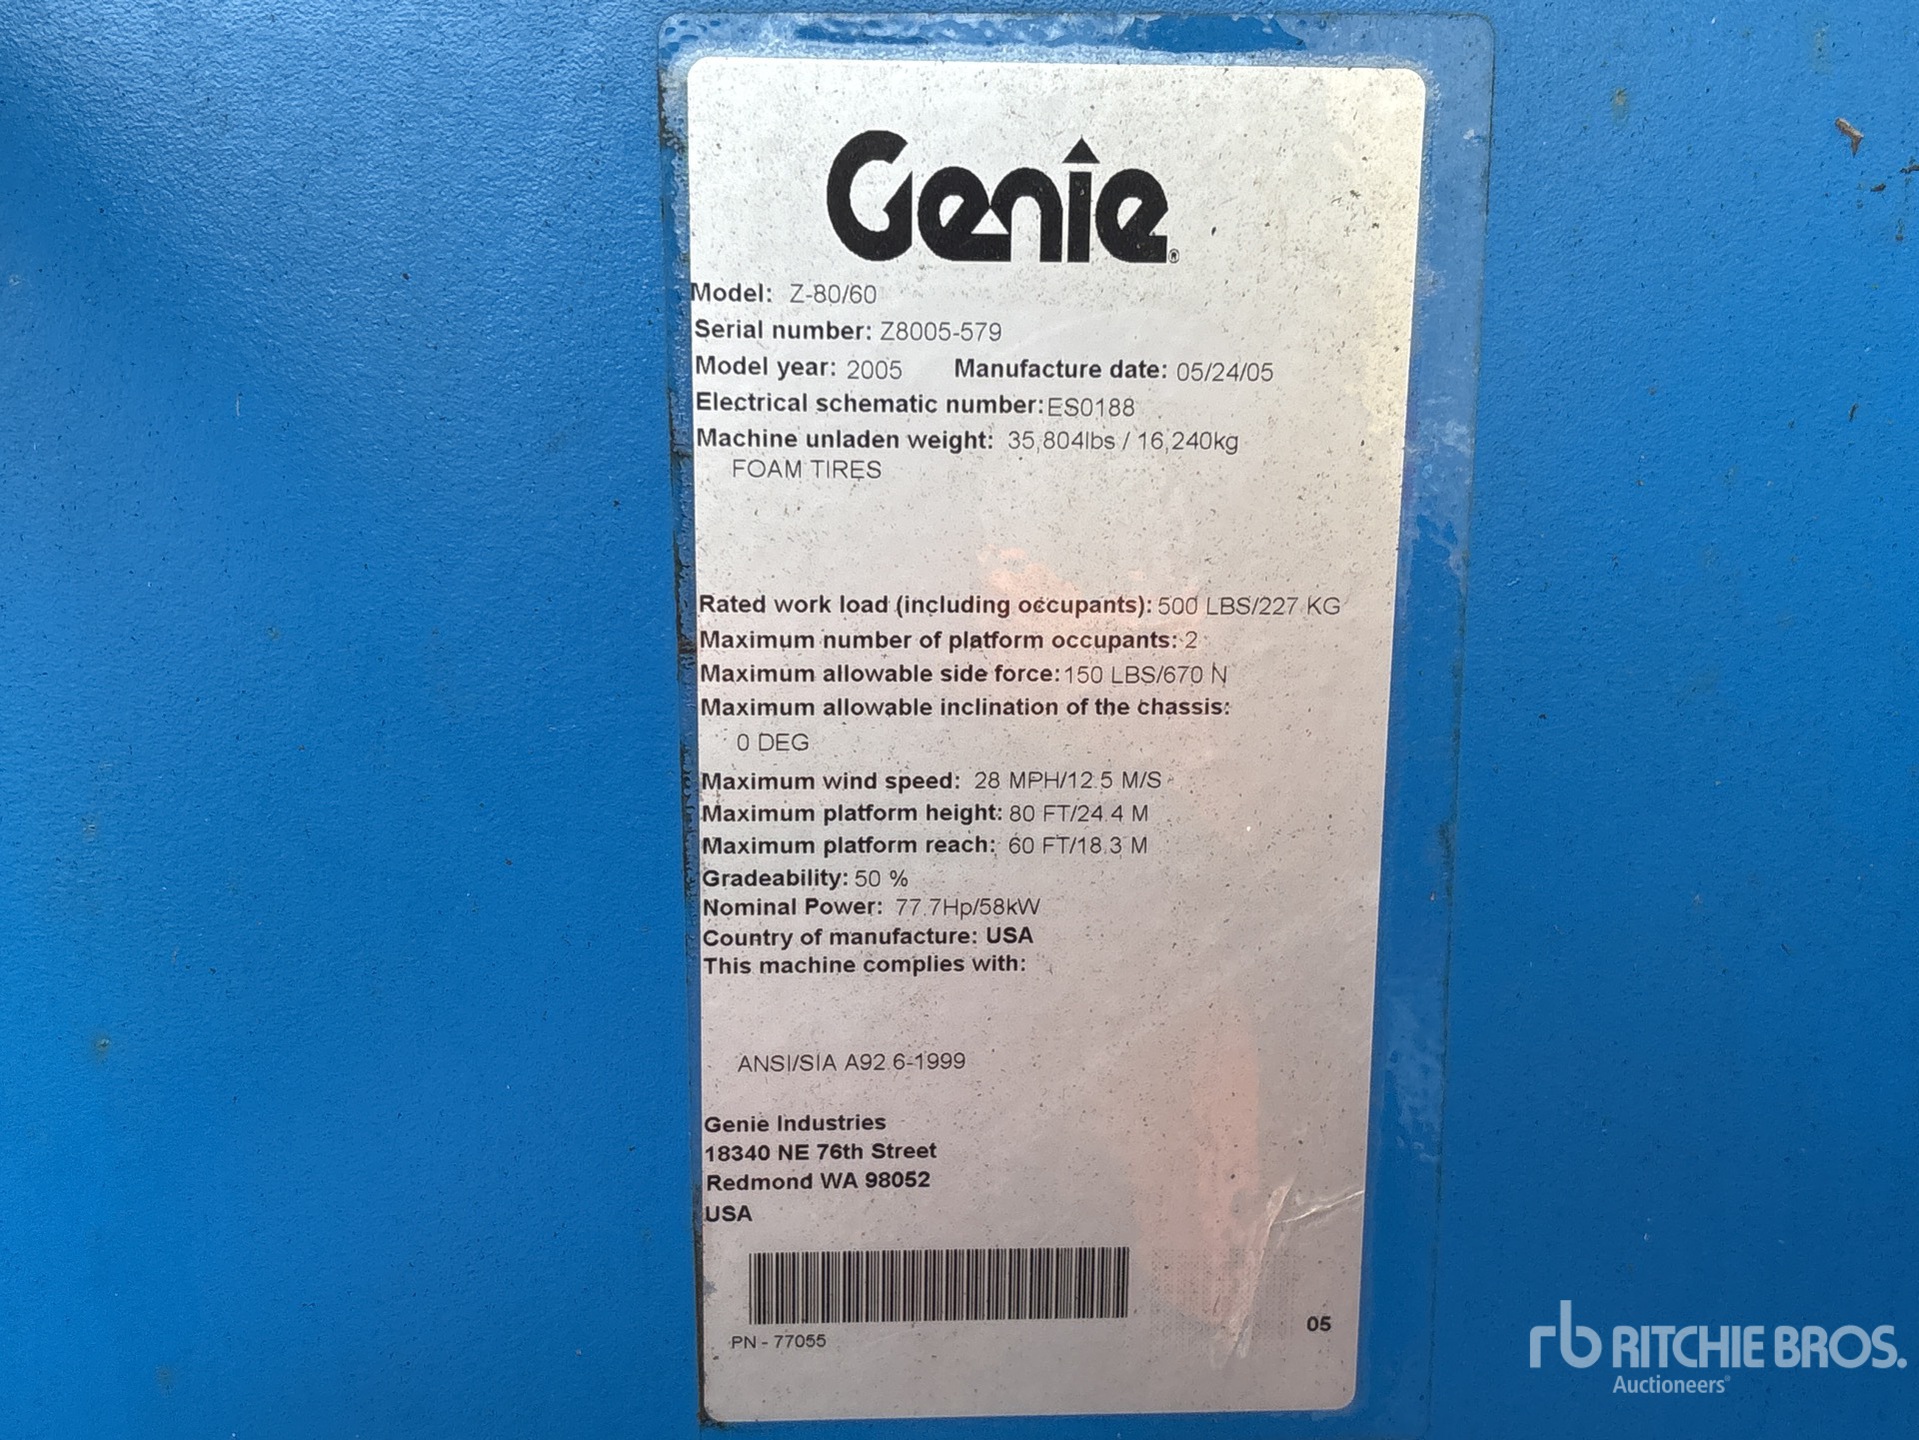 Genie®
Model: Z-80/60
Serial number: Z8005-579
Model year: 2005 Manufacture date: 05/24/05
Electrical schematic number:ES0188
Machine unladen weight: 35,804lbs / 16,240kg
FOAM TIRES
Rated work load (including occupants): 500 LBS/227 KG
Maximum number of platform occupants: 2
Maximum allowable side force:150 LBS/670 N
Maximum allowable inclination of the chassis:
0 DEG
Maximum wind speed: 28 MPH/12.5 M/S
Maximum platform height: 80 FT/24.4 M
Maximum platform reach: 60 FT/18.3 M
Gradeability: 50 %
Nominal Power: 77.7Hp/58kW
Country of manufacture: USA
This machine complies with:
ANSI/SIA A92.6-1999
Genie Industries
18340 NE 76th Street
Redmond WA 98052
USA
PN - 77055
05
rb RITCHIE BROS.
Auctioneers®